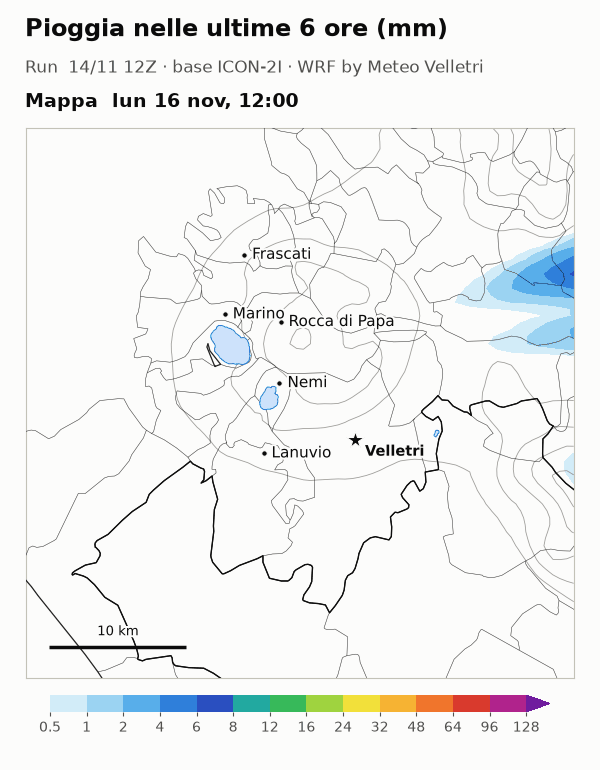 Pioggia nelle ultime 6 ore (mm)
Run  14/11 12Z · base ICON-2I · WRF by Meteo Velletri
Mappa  lun 16 nov, 12:00
Frascati
Marino
Rocca di Papa
Nemi
Velletri
Lanuvio
10 km
0.5 1 2 4 6 8 12 16 24 32 48 64 96 128